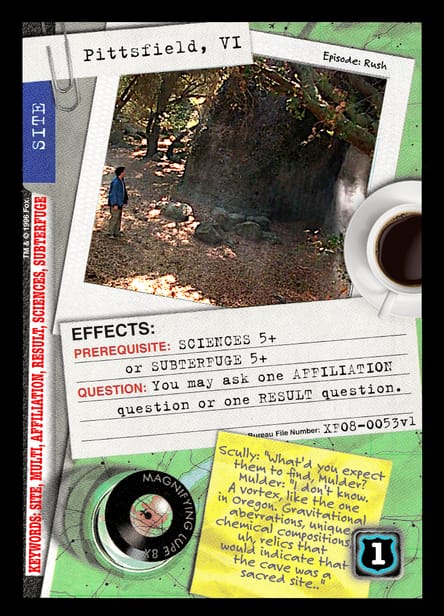 Pittsfield, VI
Episode: Rush
SITE
TM & © 1996 Fox.
KEYWORDS: SITE, MULTI, AFFILIATION, RESULT, SCIENCES, SUBTERFUGE
EFFECTS:
PREREQUISITE: SCIENCES 5+
or SUBTERFUGE 5+
QUESTION: You may ask one AFFILIATION
question or one RESULT question.
Bureau File Number: XF08-0053v1
MAGNIFYING LUPE 8X
Scully: "What'd you expect
them to find, Mulder?
Mulder: "I don't know.
A vortex, like the one
in Oregon. Gravitational
aberrations, unique
chemical compositions,
uh, relics that
would indicate that
the cave was a
sacred site.."
1